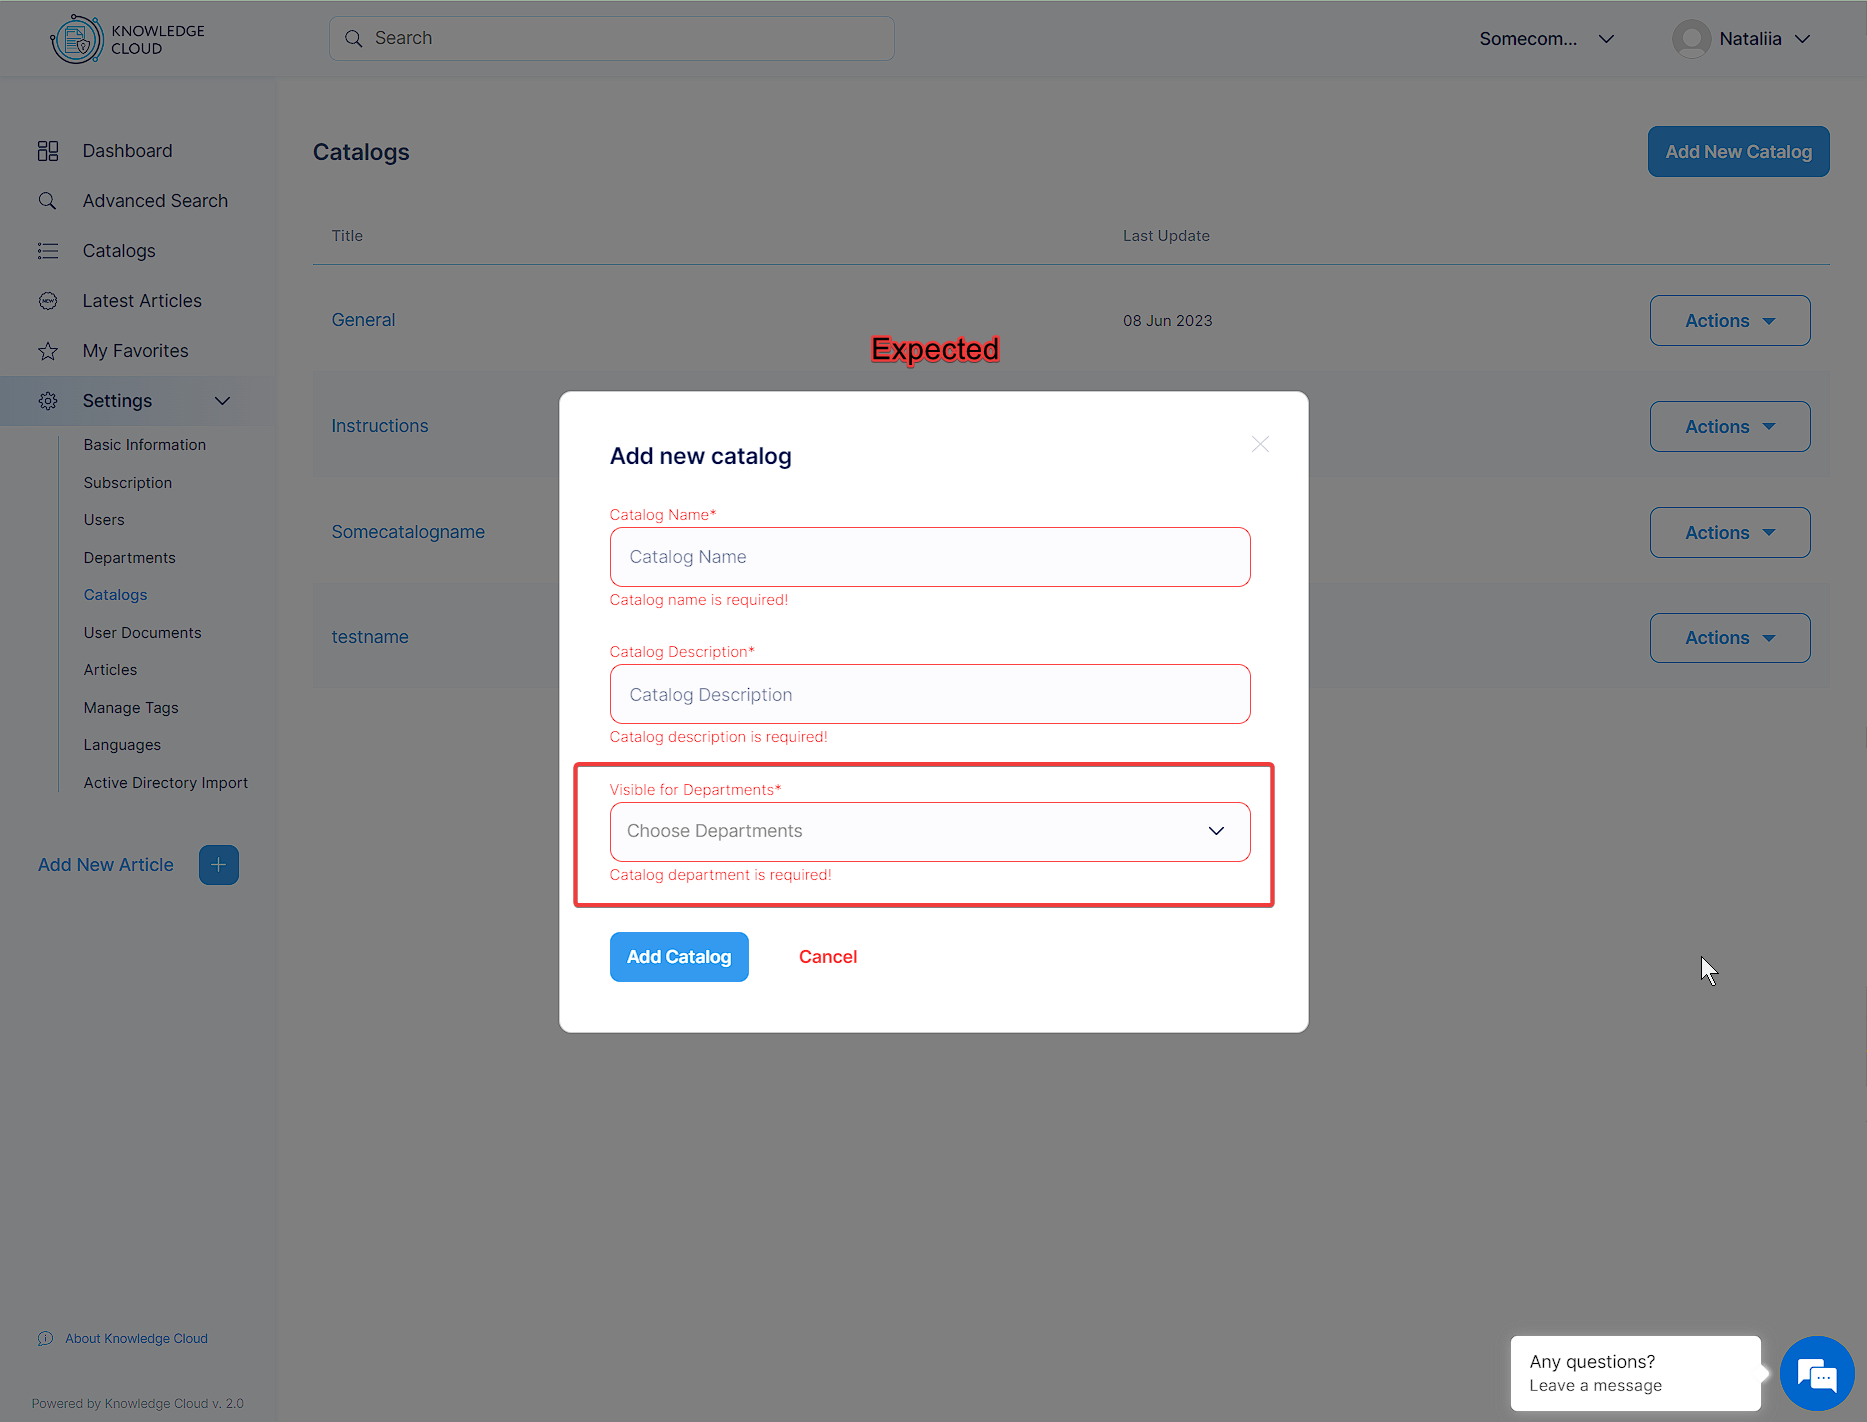 KNOWLEDGE
CLOUD
Search
Somecom...
Nataliia
Dashboard
Advanced Search
Catalogs
Latest Articles
My Favorites
Settings
Basic Information
Subscription
Users
Departments
Catalogs
User Documents
Articles
Manage Tags
Languages
Active Directory Import
Add New Article
About Knowledge Cloud
Powered by Knowledge Cloud v. 2.0
Catalogs
Add New Catalog
Title
Last Update
General
08 Jun 2023
Actions
Instructions
Actions
Somecatalogname
Actions
testname
Actions
Expected
Add new catalog
Catalog Name*
Catalog Name
Catalog name is required!
Catalog Description*
Catalog Description
Catalog description is required!
Visible for Departments*
Choose Departments
Catalog department is required!
Add Catalog
Cancel
Any questions?
Leave a message